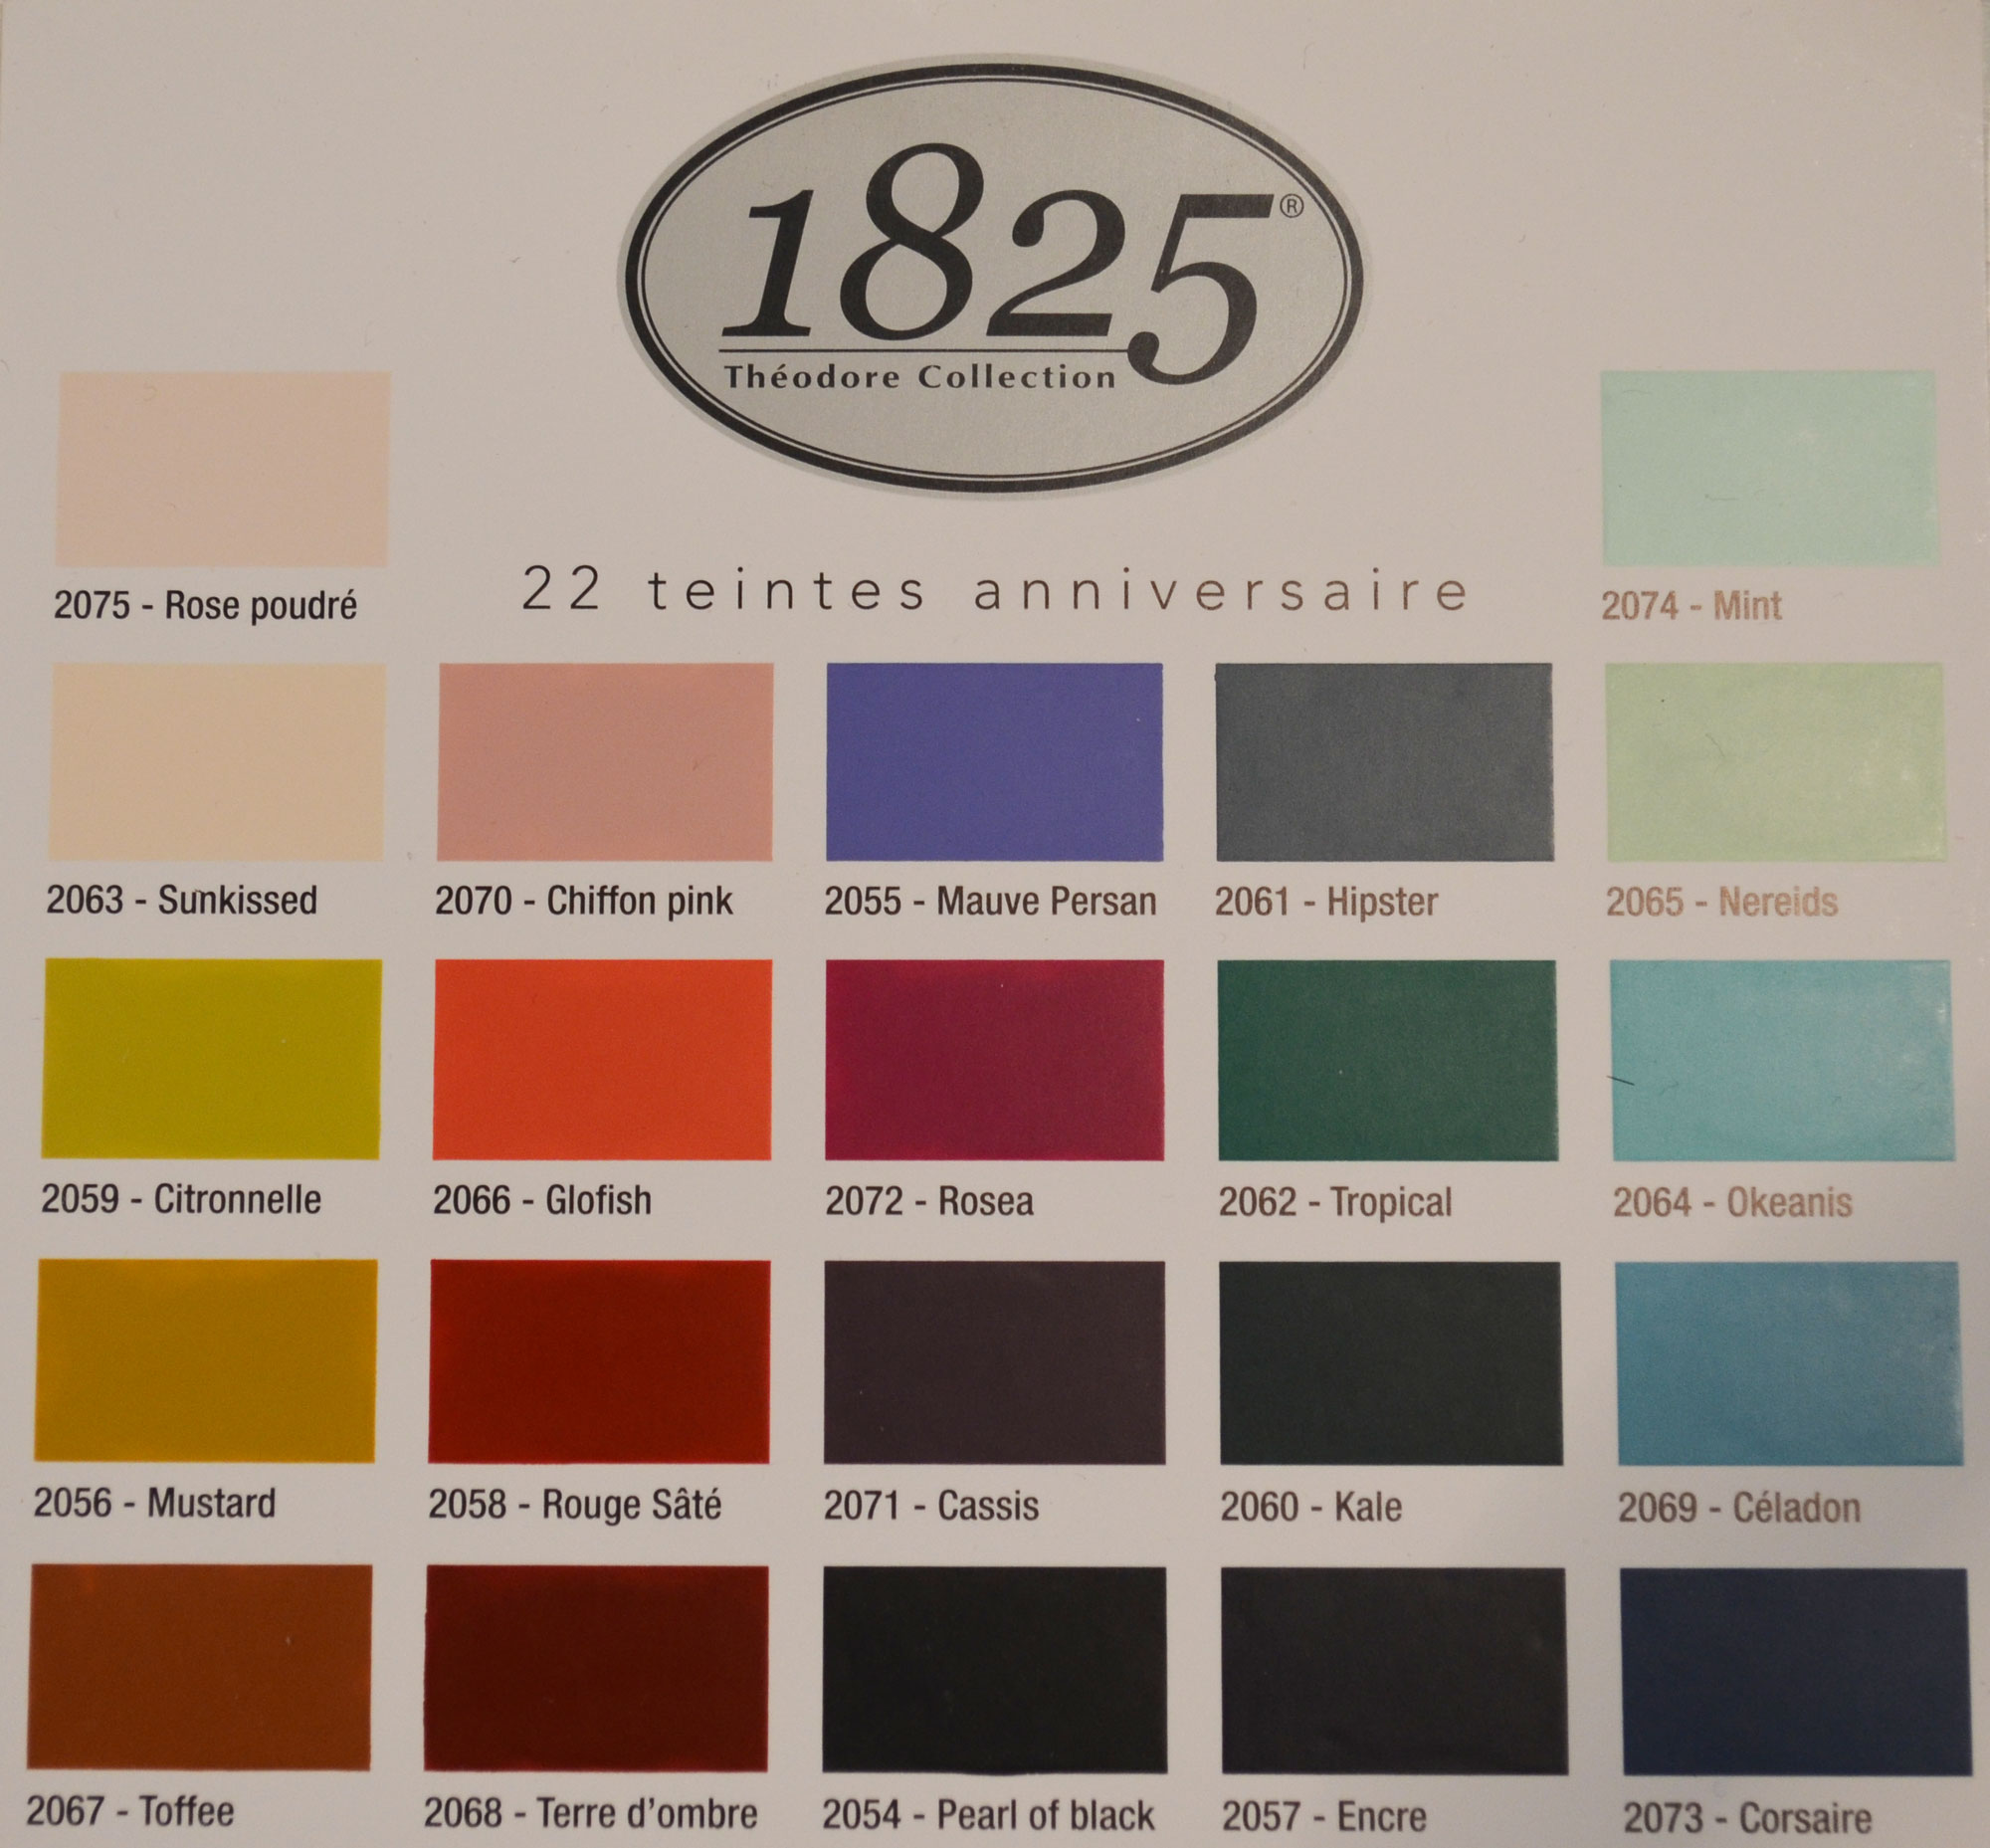 1825®
Théodore Collection
22 teintes anniversaire
2075 - Rose poudré
2074 - Mint
2063 - Sunkissed
2070 - Chiffon pink
2055 - Mauve Persan
2061 - Hipster
2065 - Nereids
2059 - Citronnelle
2066 - Glofish
2072 - Rosea
2062 - Tropical
2064 - Okeanis
2056 - Mustard
2058 - Rouge Sâté
2071 - Cassis
2060 - Kale
2069 - Céladon
2067 - Toffee
2068 - Terre d’ombre
2054 - Pearl of black
2057 - Encre
2073 - Corsaire